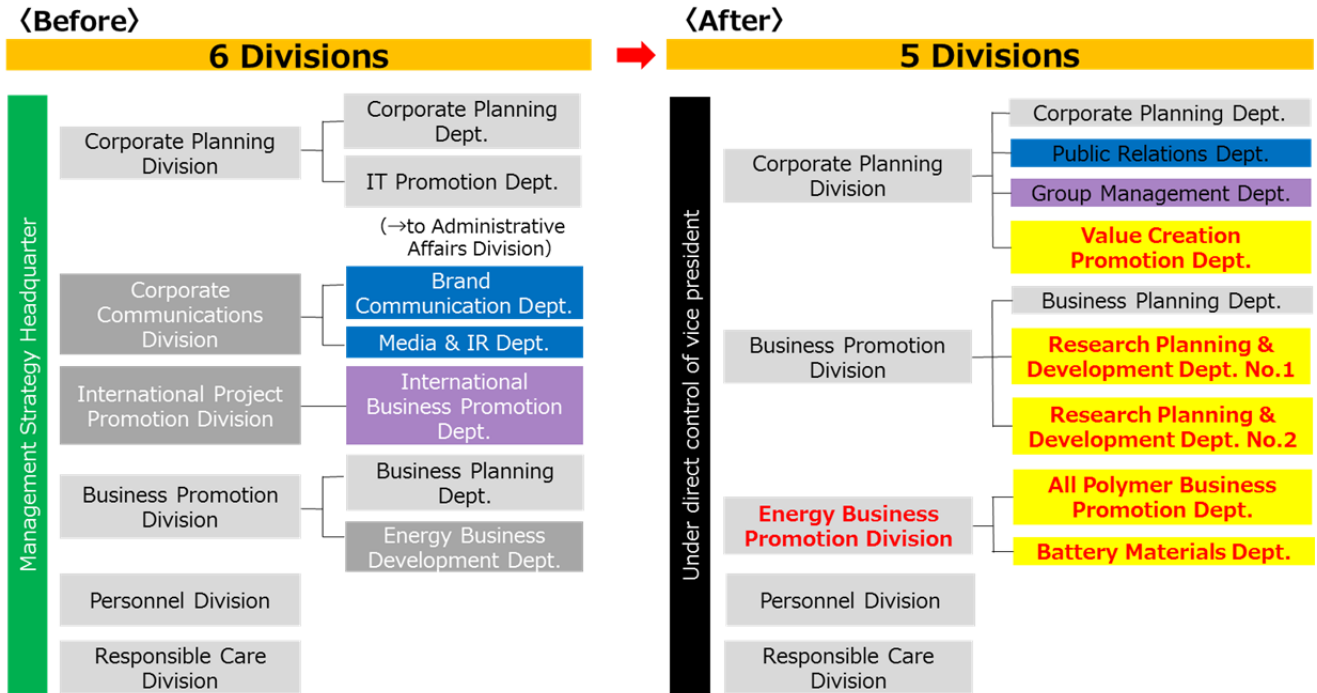 〈Before〉
6 Divisions
Management Strategy Headquarter
Corporate Planning
Division
Corporate Planning
Dept.
IT Promotion Dept.
(→to Administrative
Affairs Division)
Corporate
Communications
Division
Brand
Communication Dept.
Media & IR Dept.
International Project
Promotion Division
International
Business Promotion
Dept.
Business Promotion
Division
Business Planning
Dept.
Energy Business
Development Dept.
Personnel Division
Responsible Care
Division
〈After〉
5 Divisions
Under direct control of vice president
Corporate Planning
Division
Corporate Planning Dept.
Public Relations Dept.
Group Management Dept.
Value Creation
Promotion Dept.
Business Promotion
Division
Business Planning Dept.
Research Planning &
Development Dept. No.1
Research Planning &
Development Dept. No.2
Energy Business
Promotion Division
All Polymer Business
Promotion Dept.
Battery Materials Dept.
Personnel Division
Responsible Care
Division